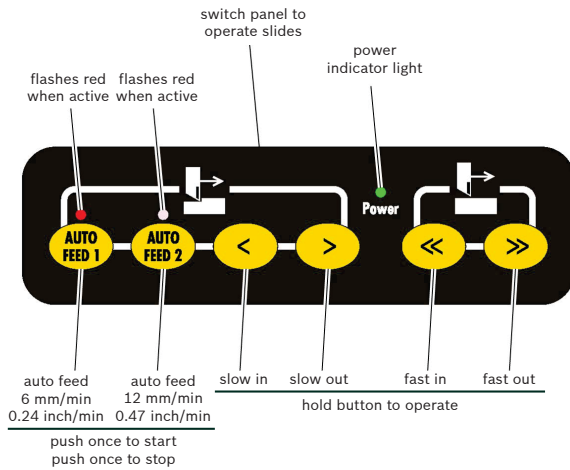 switch panel to
operate slides
power
indicator light
flashes red
when active
flashes red
when active
Power
AUTO
FEED 1
AUTO
FEED 2
<
>
<<
>>
auto feed
6 mm/min
0.24 inch/min
auto feed
12 mm/min
0.47 inch/min
slow in
slow out
fast in
fast out
hold button to operate
push once to start
push once to stop